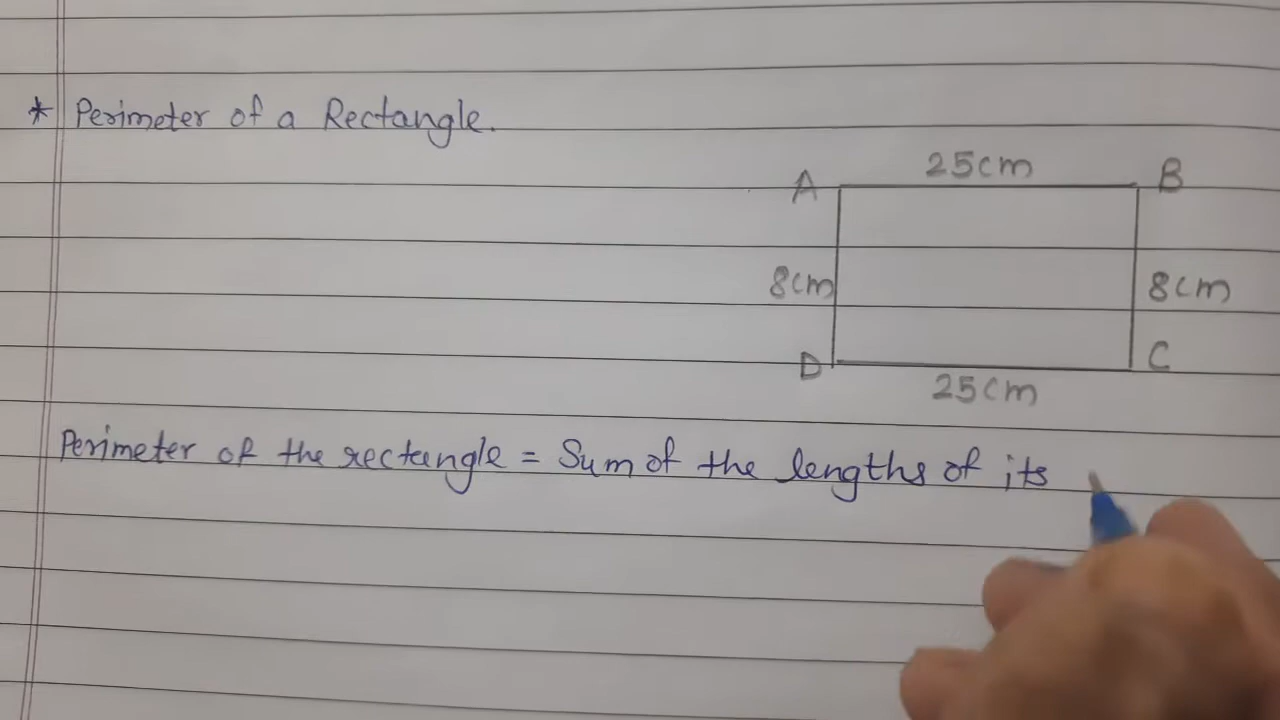 * Perimeter of a Rectangle.
25cm
A B
8cm 8cm
D C
25cm
Perimeter of the rectangle = Sum of the lengths of its